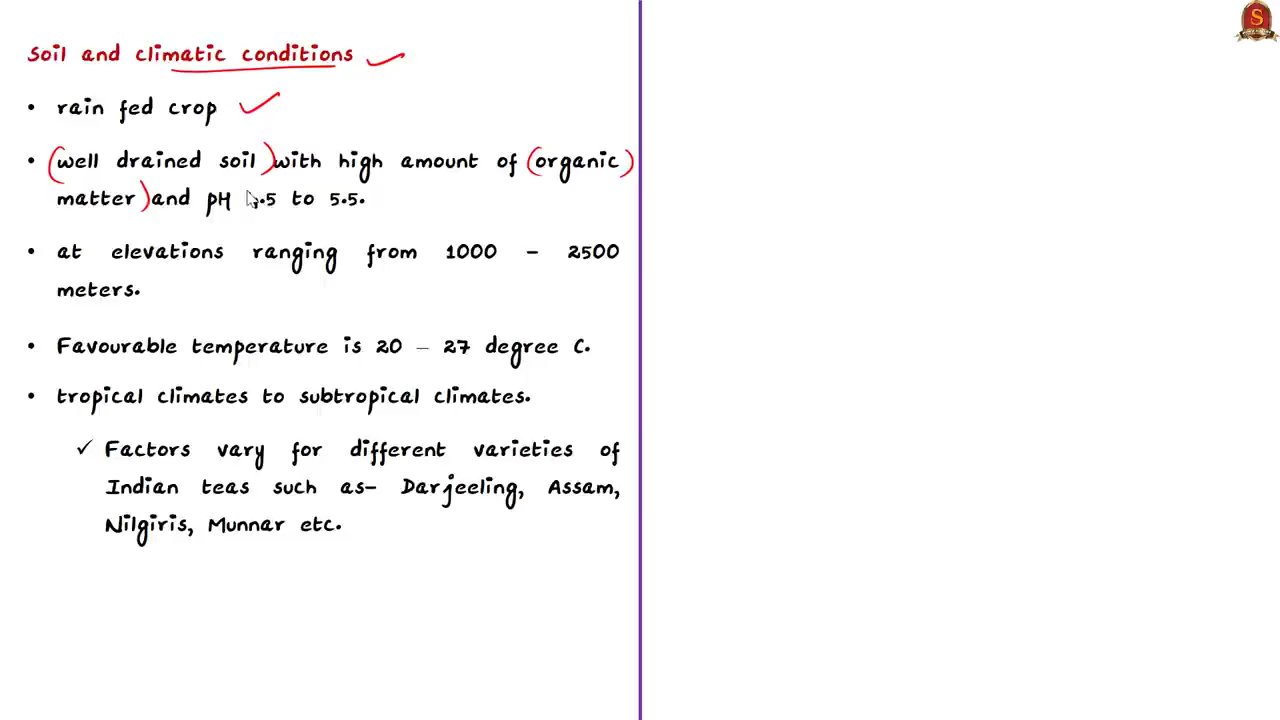 Soil and climatic conditions
• rain fed crop
• well drained soil with high amount of organic
matter and pH .5 to 5.5.
• at elevations ranging from 1000 - 2500
meters.
• Favourable temperature is 20 – 27 degree C.
• tropical climates to subtropical climates.
✓ Factors vary for different varieties of
Indian teas such as- Darjeeling, Assam,
Nilgiris, Munnar etc.